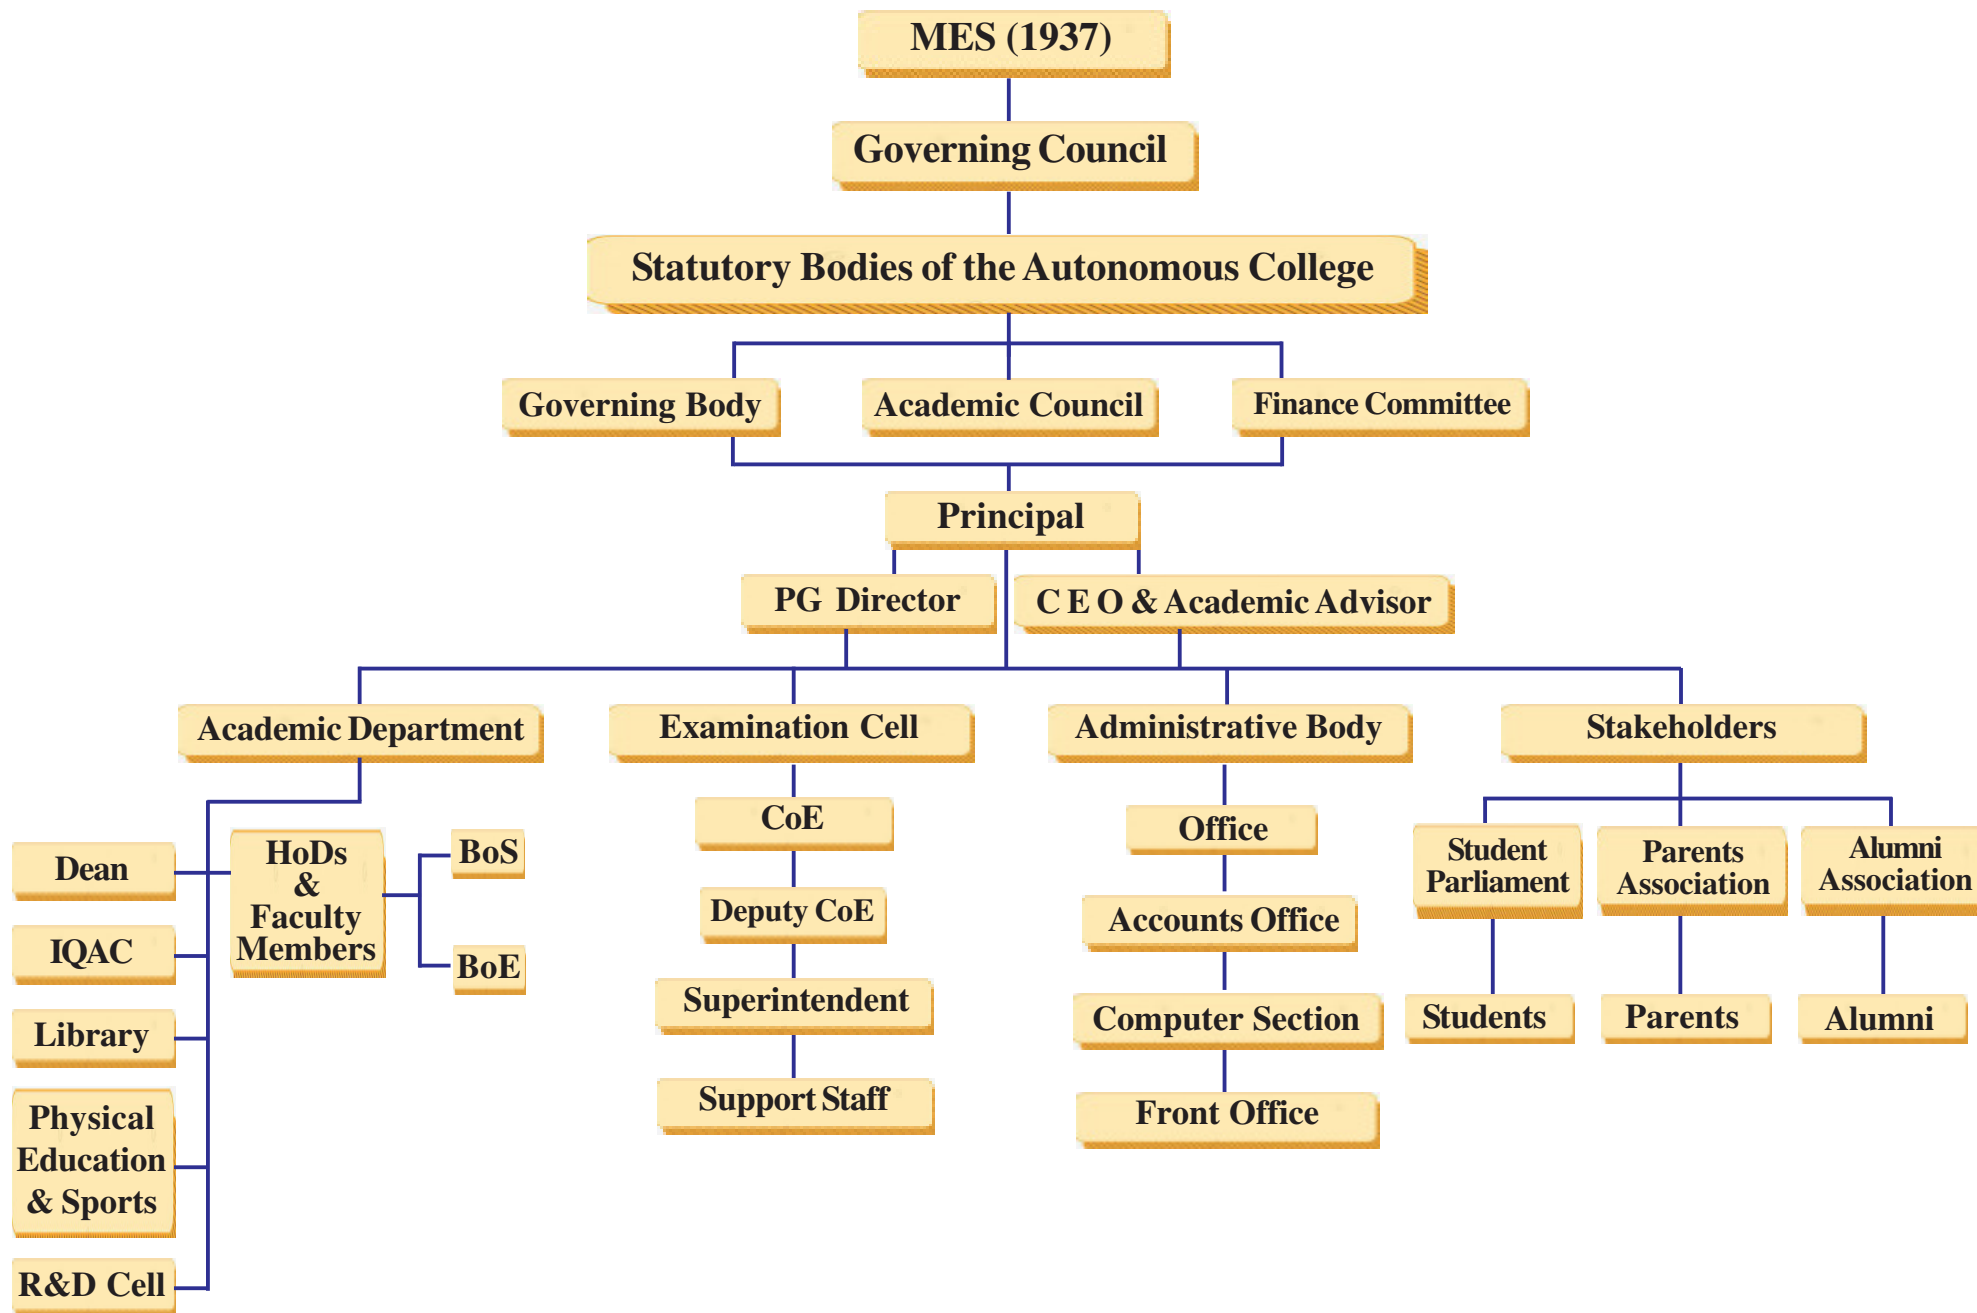 MES (1937)
Governing Council
Statutory Bodies of the Autonomous College
Governing Body
Academic Council
Finance Committee
Principal
PG Director
C E O & Academic Advisor
Academic Department
Examination Cell
Administrative Body
Stakeholders
Dean
IQAC
Library
Physical
Education
& Sports
R&D Cell
HoDs
&
Faculty
Members
BoS
BoE
CoE
Deputy CoE
Superintendent
Support Staff
Office
Accounts Office
Computer Section
Front Office
Student
Parliament
Students
Parents
Association
Parents
Alumni
Association
Alumni